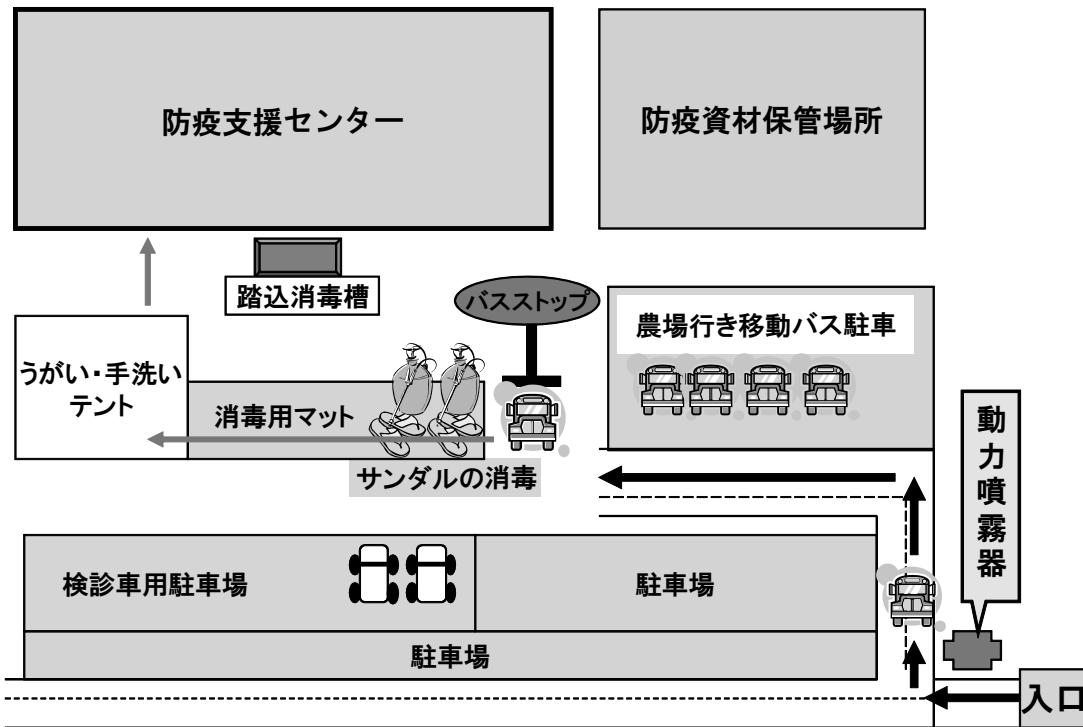 防疫支援センター
防疫資材保管場所
踏込消毒槽
バスストップ
農場行き移動バス駐車
うがい・手洗い
テント
消毒用マット
サンダルの消毒
動力噴霧器
検診車用駐車場
駐車場
駐車場
入口